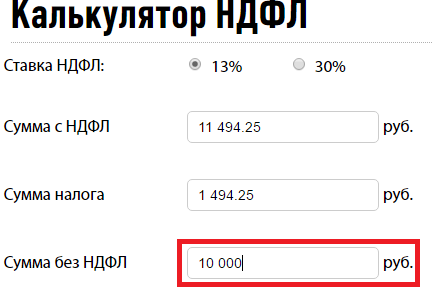 Калькулятор НДФЛ
Ставка НДФЛ: 13% 30%
Сумма с НДФЛ 11 494.25 руб.
Сумма налога 1 494.25 руб.
Сумма без НДФЛ 10 000 руб.